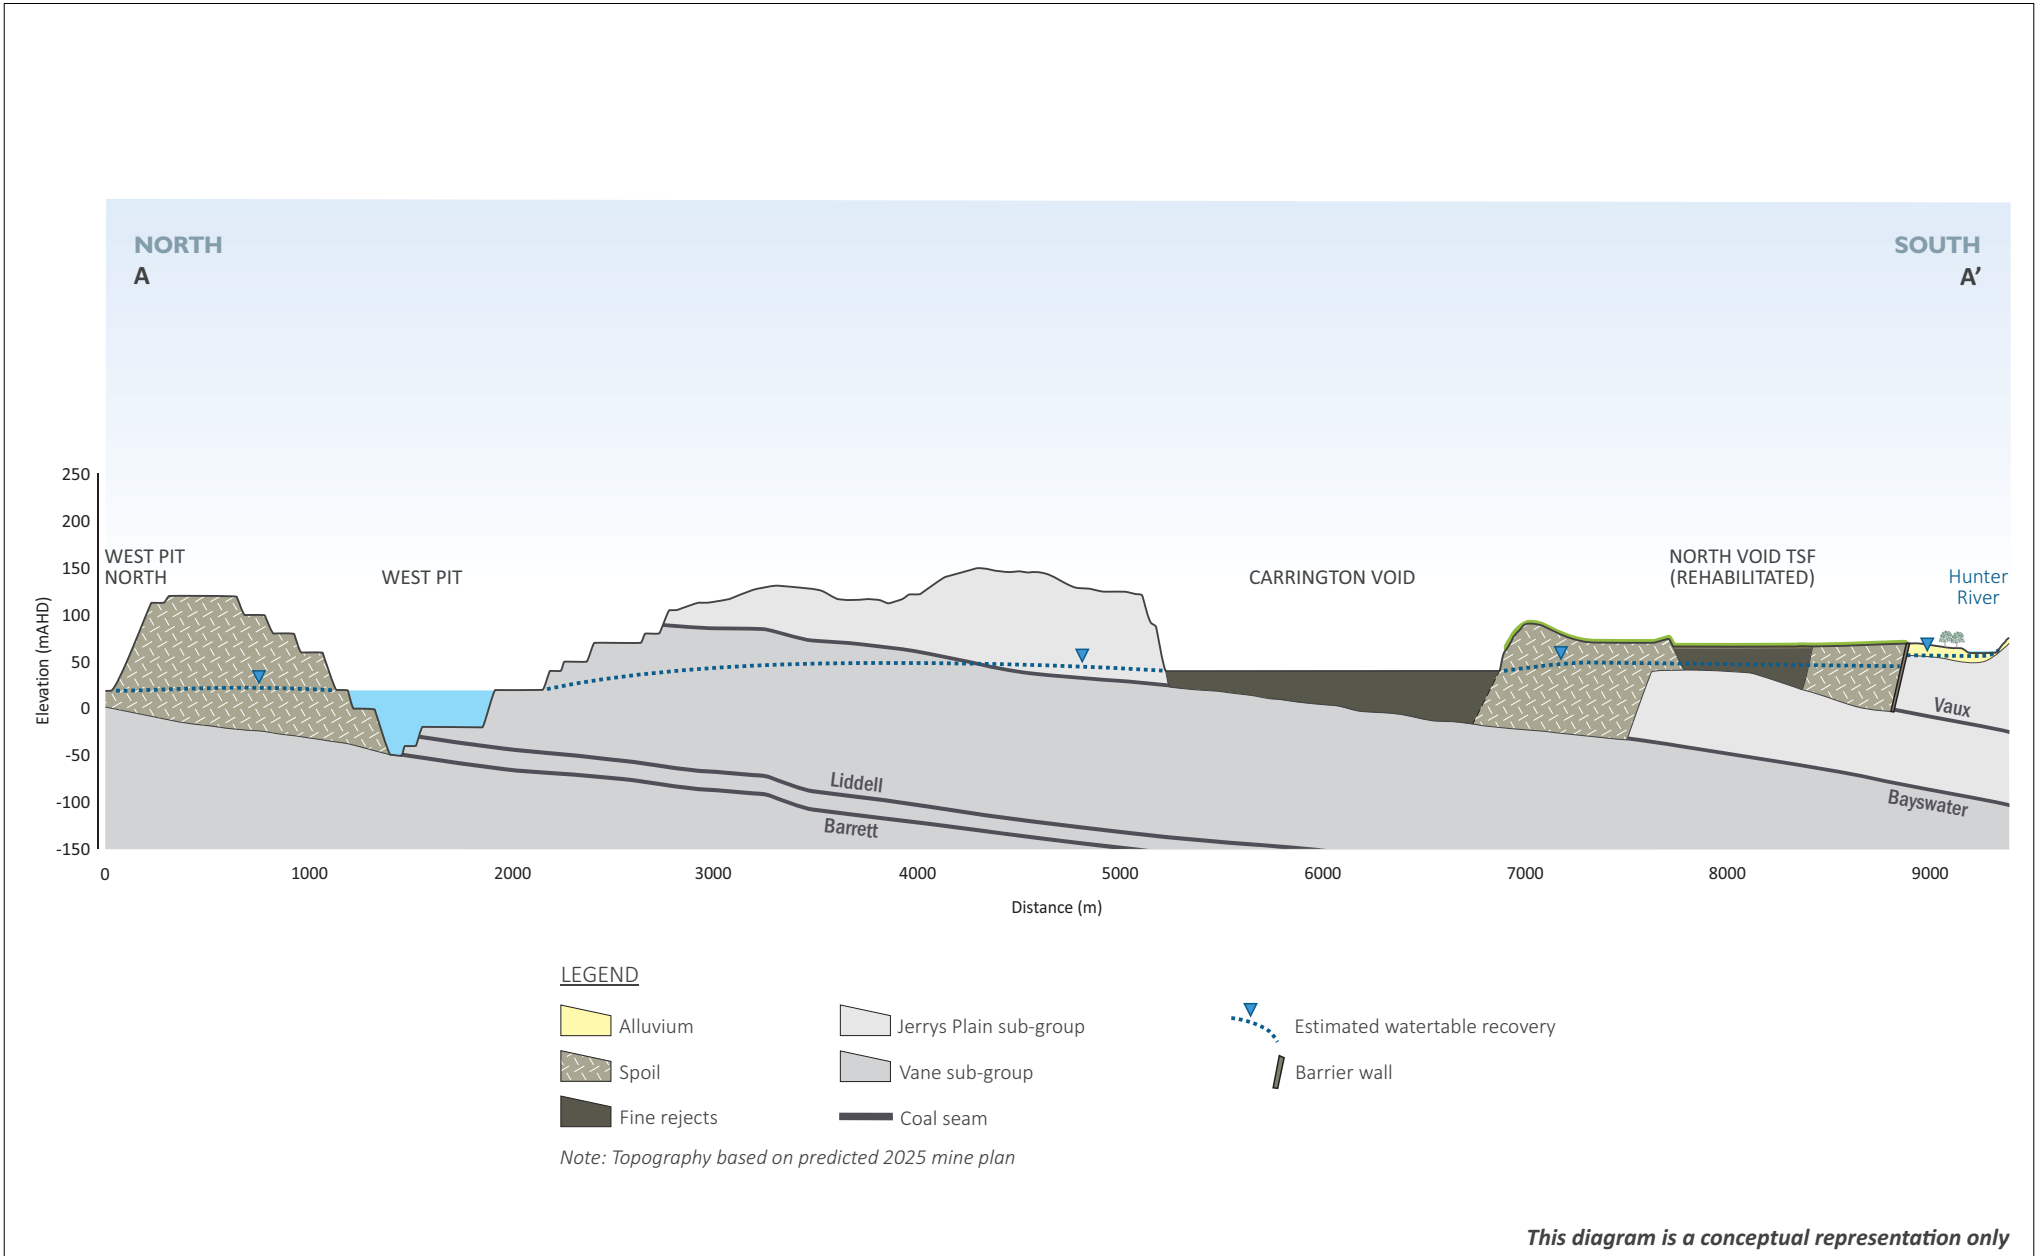 NORTH
A
SOUTH
A’
250
200
150
100
50
0
-50
-100
-150
Elevation (mAHD)
WEST PIT
NORTH
WEST PIT
CARRINGTON VOID
NORTH VOID TSF
(REHABILITATED)
Hunter
River
Liddell
Barrett
Vaux
Bayswater
0
1000
2000
3000
4000
5000
6000
7000
8000
9000
Distance (m)
LEGEND
Alluvium
Spoil
Fine rejects
Jerrys Plain sub-group
Vane sub-group
Coal seam
Estimated watertable recovery
Barrier wall
Note: Topography based on predicted 2025 mine plan
This diagram is a conceptual representation only